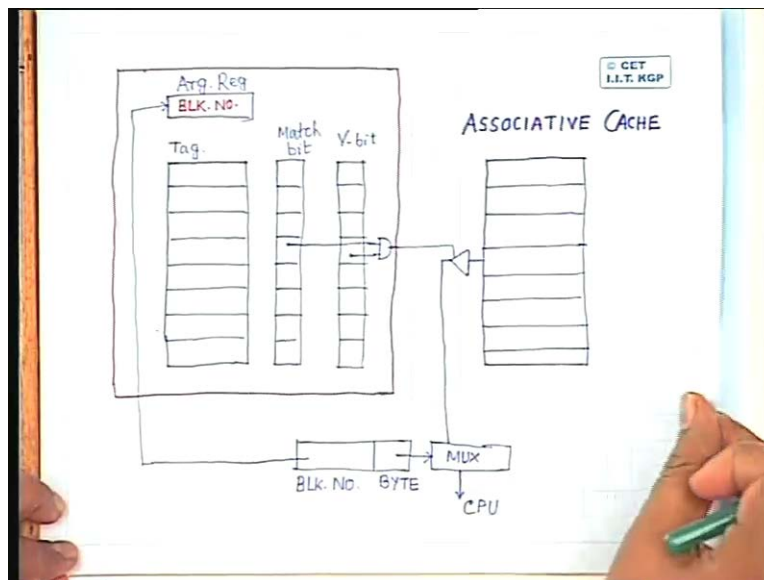 © CET
I.I.T. KGP
ASSOCIATIVE CACHE
Arg. Reg
BLK. NO.
Tag.
Match
bit
V-bit
BLK. NO.
BYTE
MUX
CPU